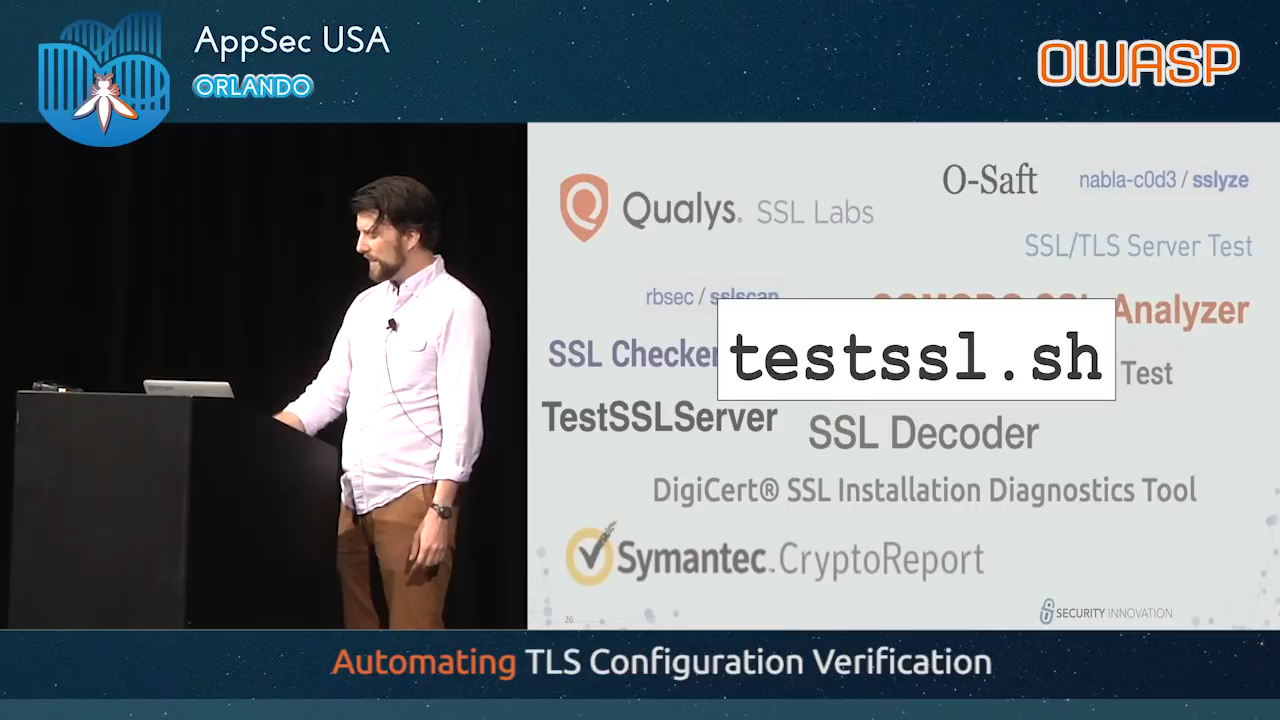 AppSec USA
ORLANDO
OWASP
Qualys. SSL Labs
O-Saft
nabla-c0d3 / sslyze
SSL/TLS Server Test
rbsec / sslscan
Analyzer
SSL Checker
testssl.sh
Test
TestSSLServer
SSL Decoder
DigiCert® SSL Installation Diagnostics Tool
Symantec. CryptoReport
26
SECURITY INNOVATION
Automating TLS Configuration Verification